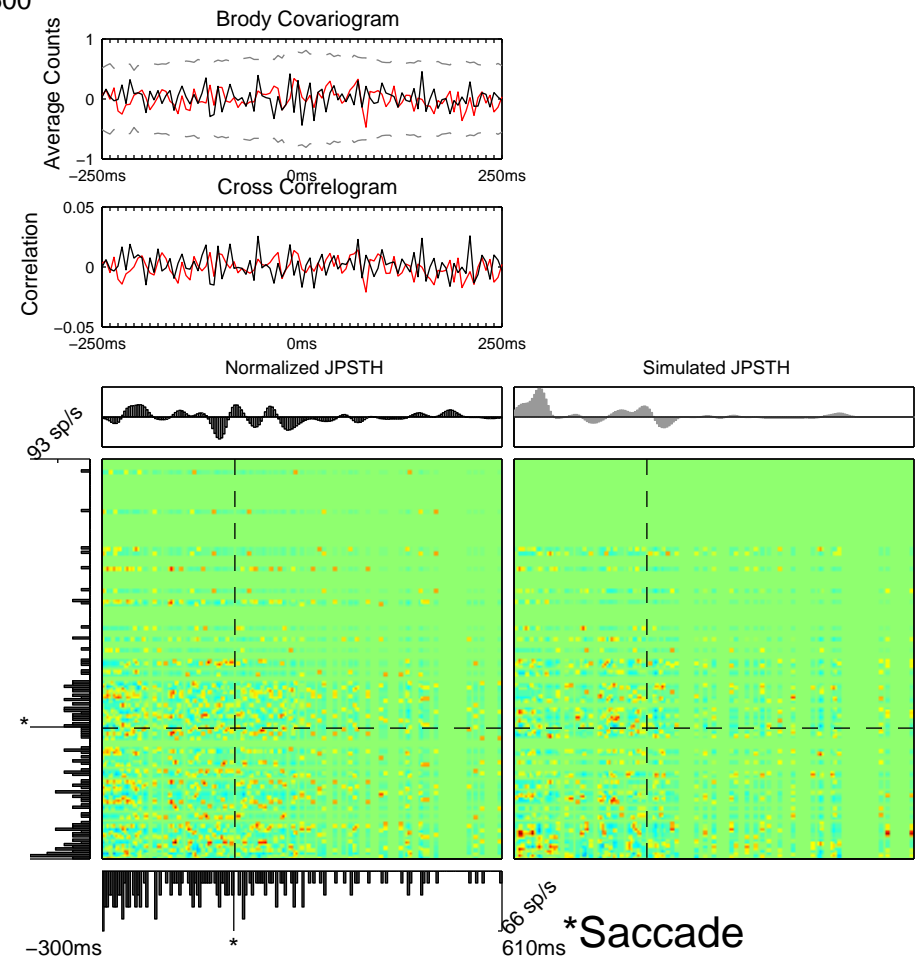 Brody Covariogram
Average Counts
1
0
−1
−250ms
0ms
250ms
Cross Correlogram
Correlation
0.05
0
−0.05
−250ms
0ms
250ms
Normalized JPSTH
Simulated JPSTH
93 sp/s
*
66 sp/s
−300ms
*
610ms
*Saccade